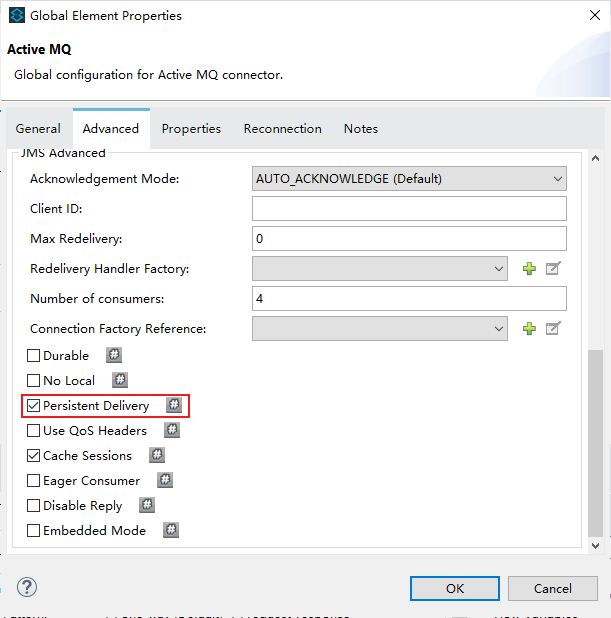 Global Element Properties
Active MQ
Global configuration for Active MQ connector.
General Advanced Properties Reconnection Notes
JMS Advanced
Acknowledgement Mode: AUTO_ACKNOWLEDGE (Default)
Client ID:
Max Redelivery: 0
Redelivery Handler Factory:
Number of consumers: 4
Connection Factory Reference:
Durable #
No Local #
Persistent Delivery #
Use QoS Headers #
Cache Sessions #
Eager Consumer #
Disable Reply #
Embedded Mode #
? OK Cancel